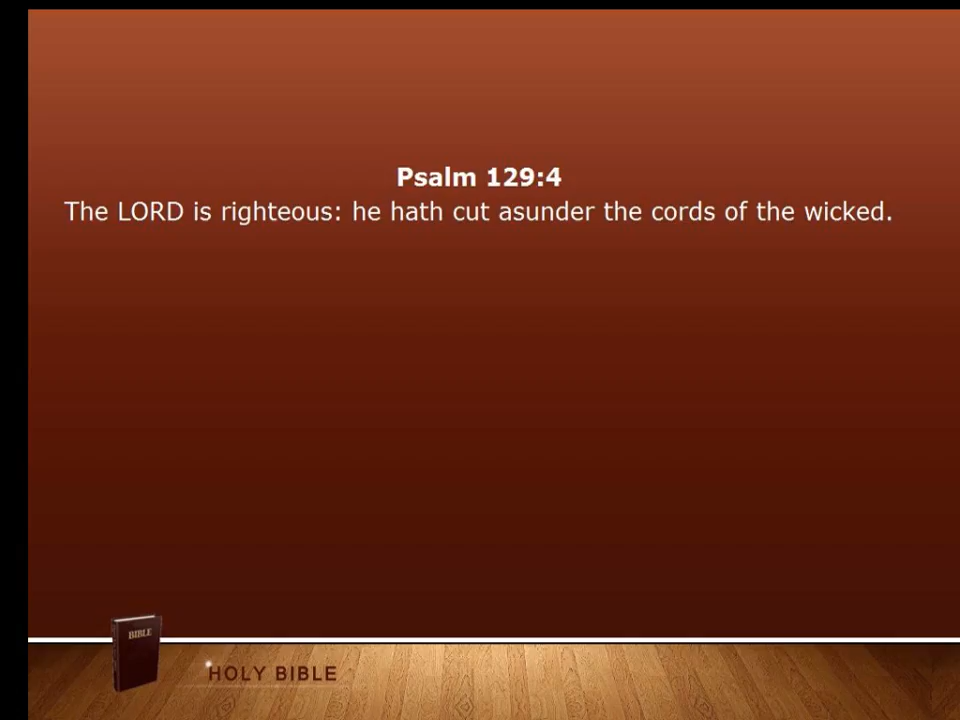 Psalm 129:4
The LORD is righteous: he hath cut asunder the cords of the wicked.
BIBLE
HOLY BIBLE